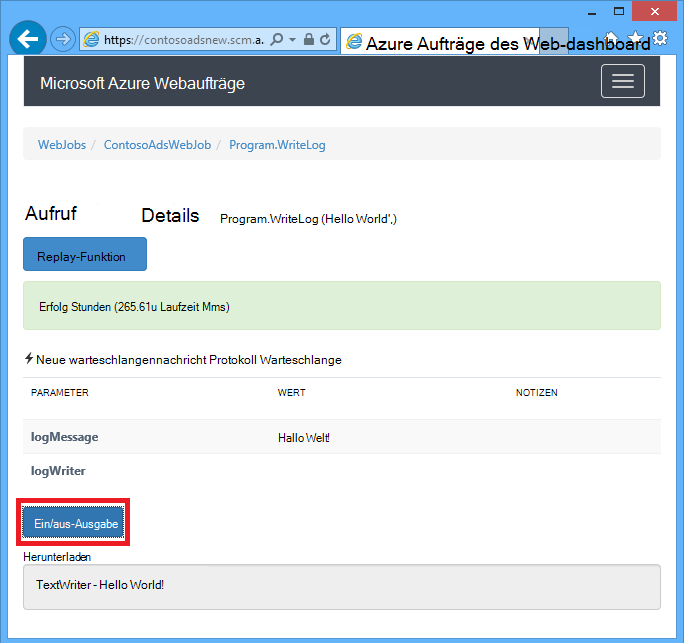 https://contosoadsnew.scm.a.
Azure Aufträge des Web-dashboard
Microsoft Azure Webaufträge
WebJobs / ContosoAdsWebJob / Program.WriteLog
Aufruf Details Program.WriteLog (Hello World',)
Replay-Funktion
Erfolg Stunden (265.61u Laufzeit Mms)
Neue warteschlangennachricht Protokoll Warteschlange
PARAMETER WERT NOTIZEN
logMessage Hallo Welt!
logWriter
Ein/aus-Ausgabe
Herunterladen
TextWriter - Hello World!